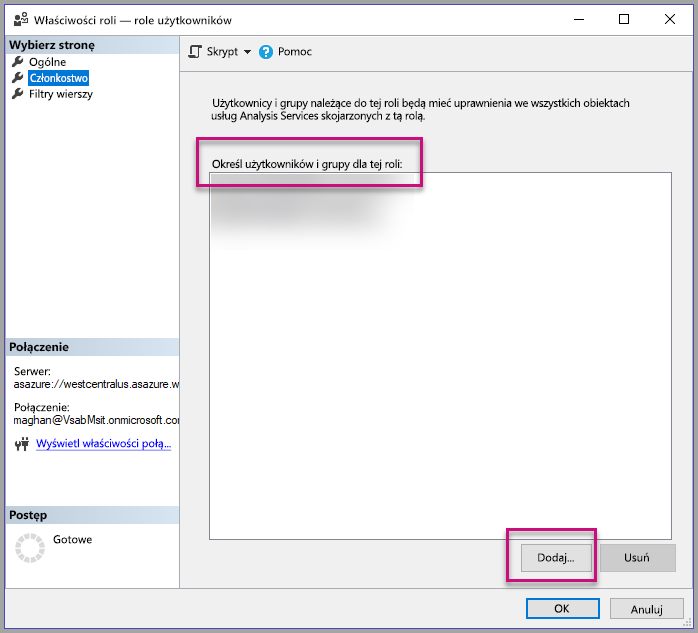 Właściwości roli — role użytkowników
Wybierz stronę
Ogólne
Członkostwo
Filtry wierszy
Skrypt
Pomoc
Użytkownicy i grupy należące do tej roli będą mieć uprawnienia we wszystkich obiektach
usług Analysis Services skojarzonych z tą rolą.
Określ użytkowników i grupy dla tej roli:
Połączenie
Serwer:
asazure://westcentralus.asazure.w
Połączenie:
maghan@VsabMsit.onmicrosoft.co
Wyświetl właściwości połą...
Postęp
Gotowe
Dodaj...
Usuń
OK
Anuluj